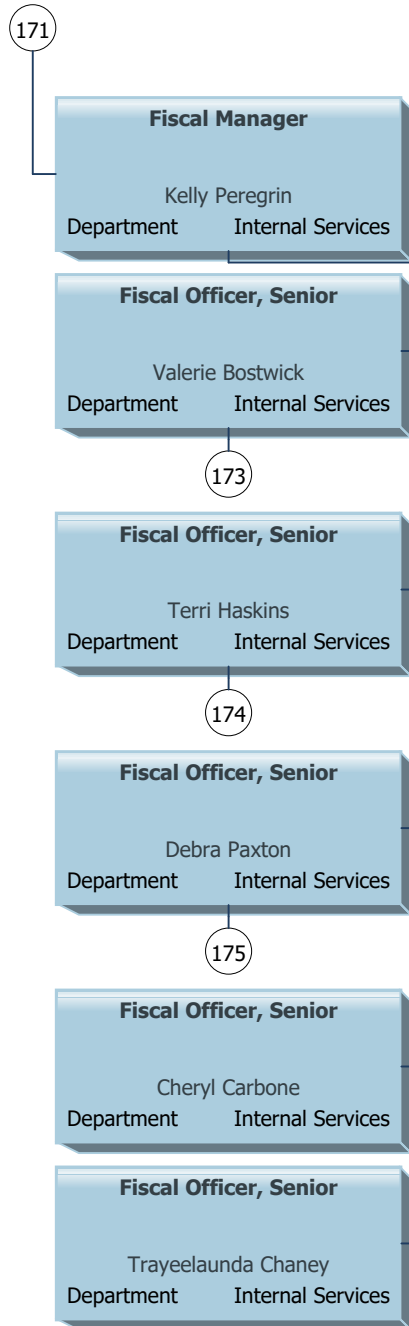 171
Fiscal Manager
Kelly Peregrin
Department Internal Services
Fiscal Officer, Senior
Valerie Bostwick
Department Internal Services
173
Fiscal Officer, Senior
Terri Haskins
Department Internal Services
174
Fiscal Officer, Senior
Debra Paxton
Department Internal Services
175
Fiscal Officer, Senior
Cheryl Carbone
Department Internal Services
Fiscal Officer, Senior
Trayeelaunda Chaney
Department Internal Services